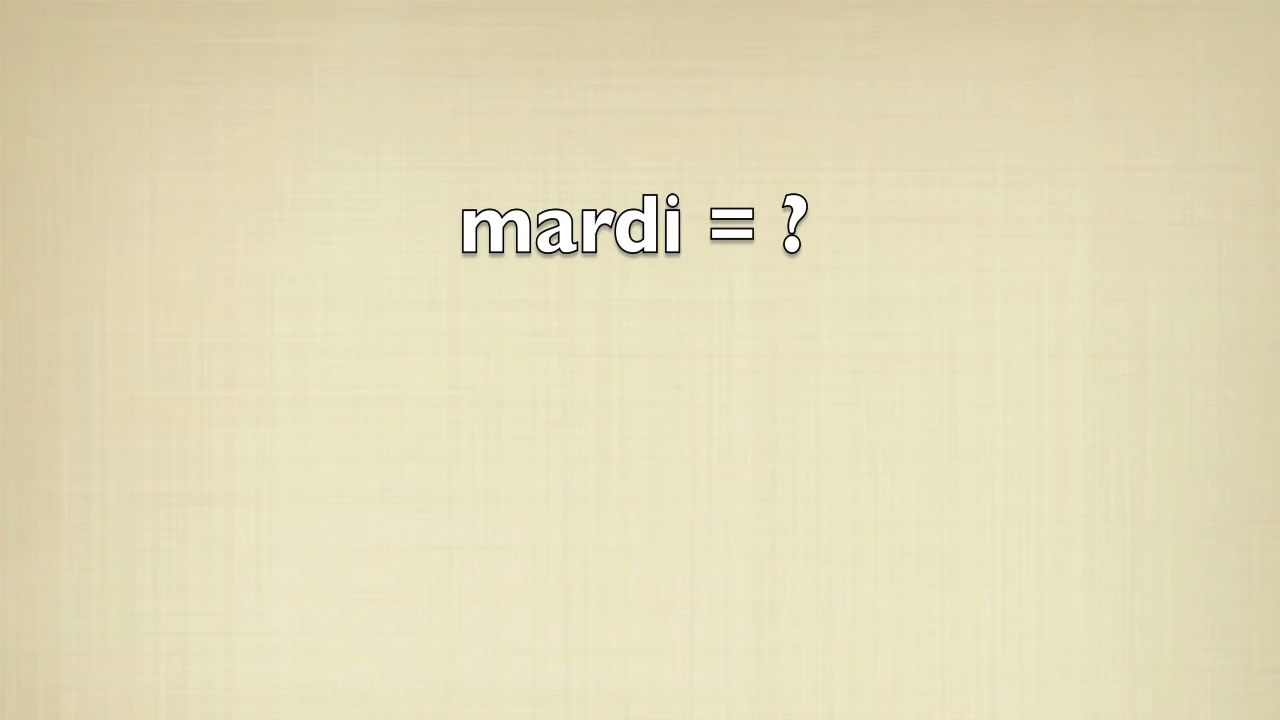 mardi = ?